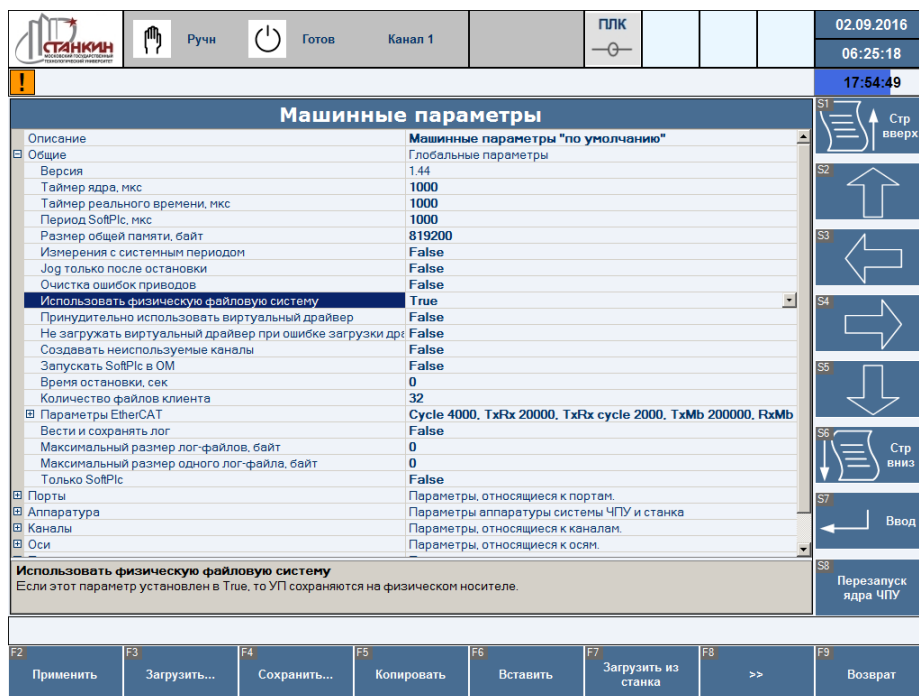 СТАНКИН
МОСКОВСКИЙ ГОСУДАРСТВЕННЫЙ
ТЕХНОЛОГИЧЕСКИЙ УНИВЕРСИТЕТ
Ручн Готов Канал 1 ПЛК 02.09.2016
06:25:18
! 17:54:49
Машинные параметры
Описание Машинные параметры "по умолчанию"
Общие Глобальные параметры
Версия 1.44
Таймер ядра, мкс 1000
Таймер реального времени, мкс 1000
Период SoftPlc, мкс 1000
Размер общей памяти, байт 819200
Измерения с системным периодом False
Jog только после остановки False
Очистка ошибок приводов False
Использовать физическую файловую систему True
Принудительно использовать виртуальный драйвер False
Не загружать виртуальный драйвер при ошибке загрузки дра False
Создавать неиспользуемые каналы False
Запускать SoftPlc в ОМ False
Время остановки, сек 0
Количество файлов клиента 32
Параметры EtherCAT Cycle 4000, TxRx 20000, TxRx cycle 2000, TxMb 200000, RxMb
Вести и сохранять лог False
Максимальный размер лог-файлов, байт 0
Максимальный размер одного лог-файла, байт 0
Только SoftPlc False
Порты Параметры, относящиеся к портам.
Аппаратура Параметры аппаратуры системы ЧПУ и станка
Каналы Параметры, относящиеся к каналам.
Оси Параметры, относящиеся к осям.
Использовать физическую файловую систему
Если этот параметр установлен в True, то УП сохраняются на физическом носителе.
S1 Стр вверх
S2
S3
S4
S5
S6 Стр вниз
S7 Ввод
S8 Перезапуск ядра ЧПУ
F2 Применить
F3 Загрузить...
F4 Сохранить...
F5 Копировать
F6 Вставить
F7 Загрузить из станка
F8 >>
F9 Возврат